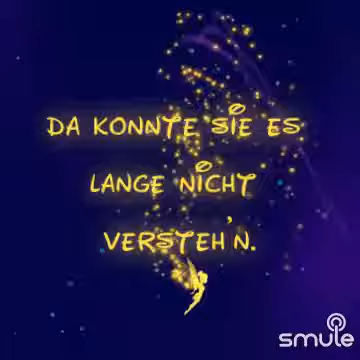 DA KONNTE SIE ES
LANGE NICHT
VERSTEH'N.
smule